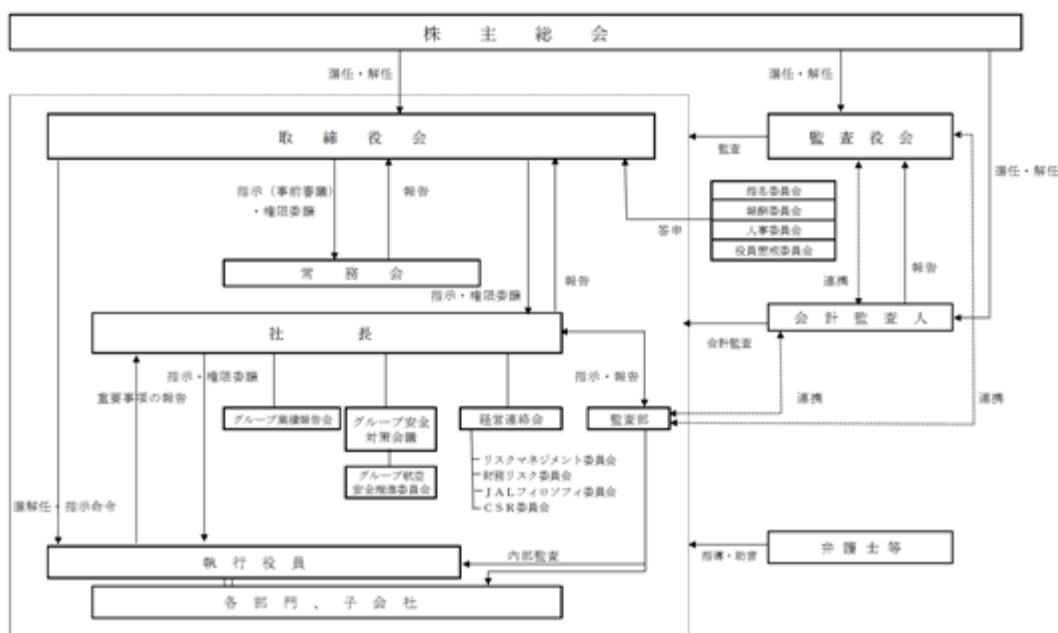 株主総会
選任・解任
選任・解任
取締役会
監査役会
監査
選任・解任
指示（事前審議）
・権限委譲
報告
指名委員会
報酬委員会
人事委員会
役員懲戒委員会
答申
常務会
指示・権限委譲
報告
連携
報告
社長
会計監査人
会計監査
指示・権限委譲
重要事項の報告
指示・報告
連携
連携
グループ業績報告会
グループ安全
対策会議
経営連絡会
監査部
グループ航空
安全推進委員会
リスクマネジメント委員会
財務リスク委員会
JALフィロソフィ委員会
CSR委員会
選解任・指示命令
執行役員
内部監査
指導・助言
弁護士等
各部門、子会社